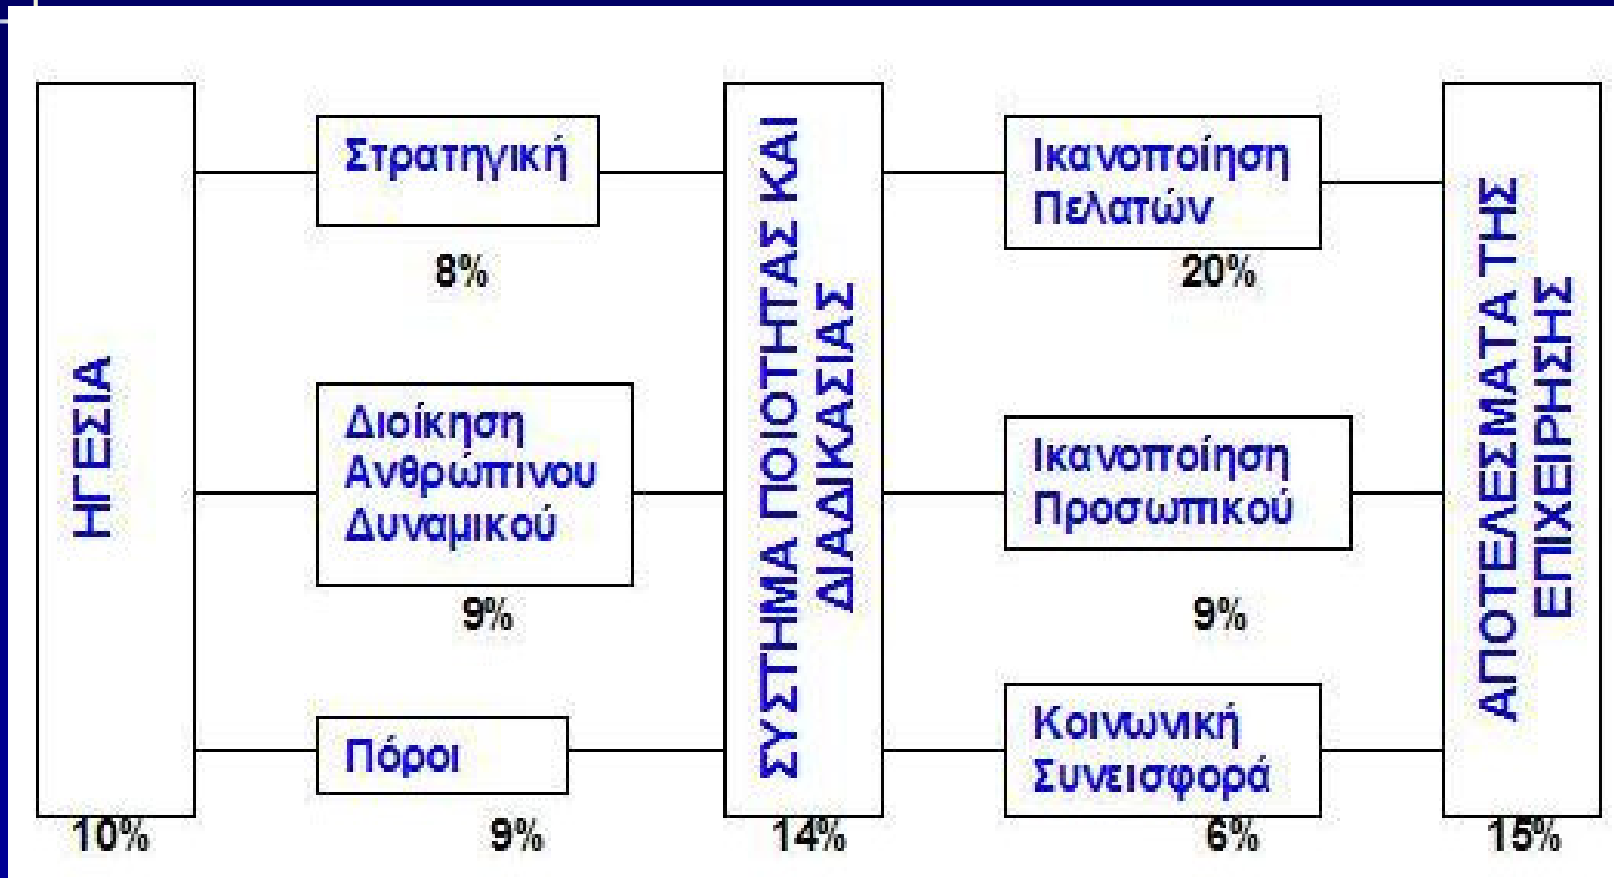 ΗΓΕΣΙΑ
10%
Στρατηγική
8%
Διοίκηση
Ανθρώπινου
Δυναμικού
9%
Πόροι
9%
ΣΥΣΤΗΜΑ ΠΟΙΟΤΗΤΑΣ ΚΑΙ
ΔΙΑΔΙΚΑΣΙΑΣ
14%
Ικανοποίηση
Πελατών
20%
Ικανοποίηση
Προσωπικού
9%
Κοινωνική
Συνεισφορά
6%
ΑΠΟΤΕΛΕΣΜΑΤΑ ΤΗΣ
ΕΠΙΧΕΙΡΗΣΗΣ
15%